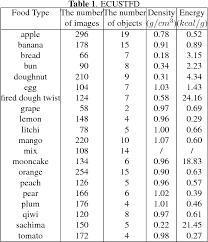 Table 1. ECUSTFD
Food Type The number of images The number of objects Density (g/cm³) Energy (kcal/g)
apple 296 19 0.78 0.52
banana 178 15 0.91 0.89
bread 66 7 0.18 3.15
bun 90 8 0.34 2.23
doughnut 210 9 0.31 4.34
egg 104 7 1.03 1.43
fired dough twist 124 7 0.58 24.16
grape 58 2 0.97 0.69
lemon 148 4 0.96 0.29
litchi 78 5 1.00 0.66
mango 220 10 1.07 0.60
mix 108 14 / /
mooncake 134 6 0.96 18.83
orange 254 15 0.90 0.63
peach 126 5 0.96 0.57
pear 166 6 1.02 0.39
plum 176 4 1.01 0.46
qiwi 120 8 0.97 0.61
sachima 150 5 0.22 21.45
tomato 172 4 0.98 0.27